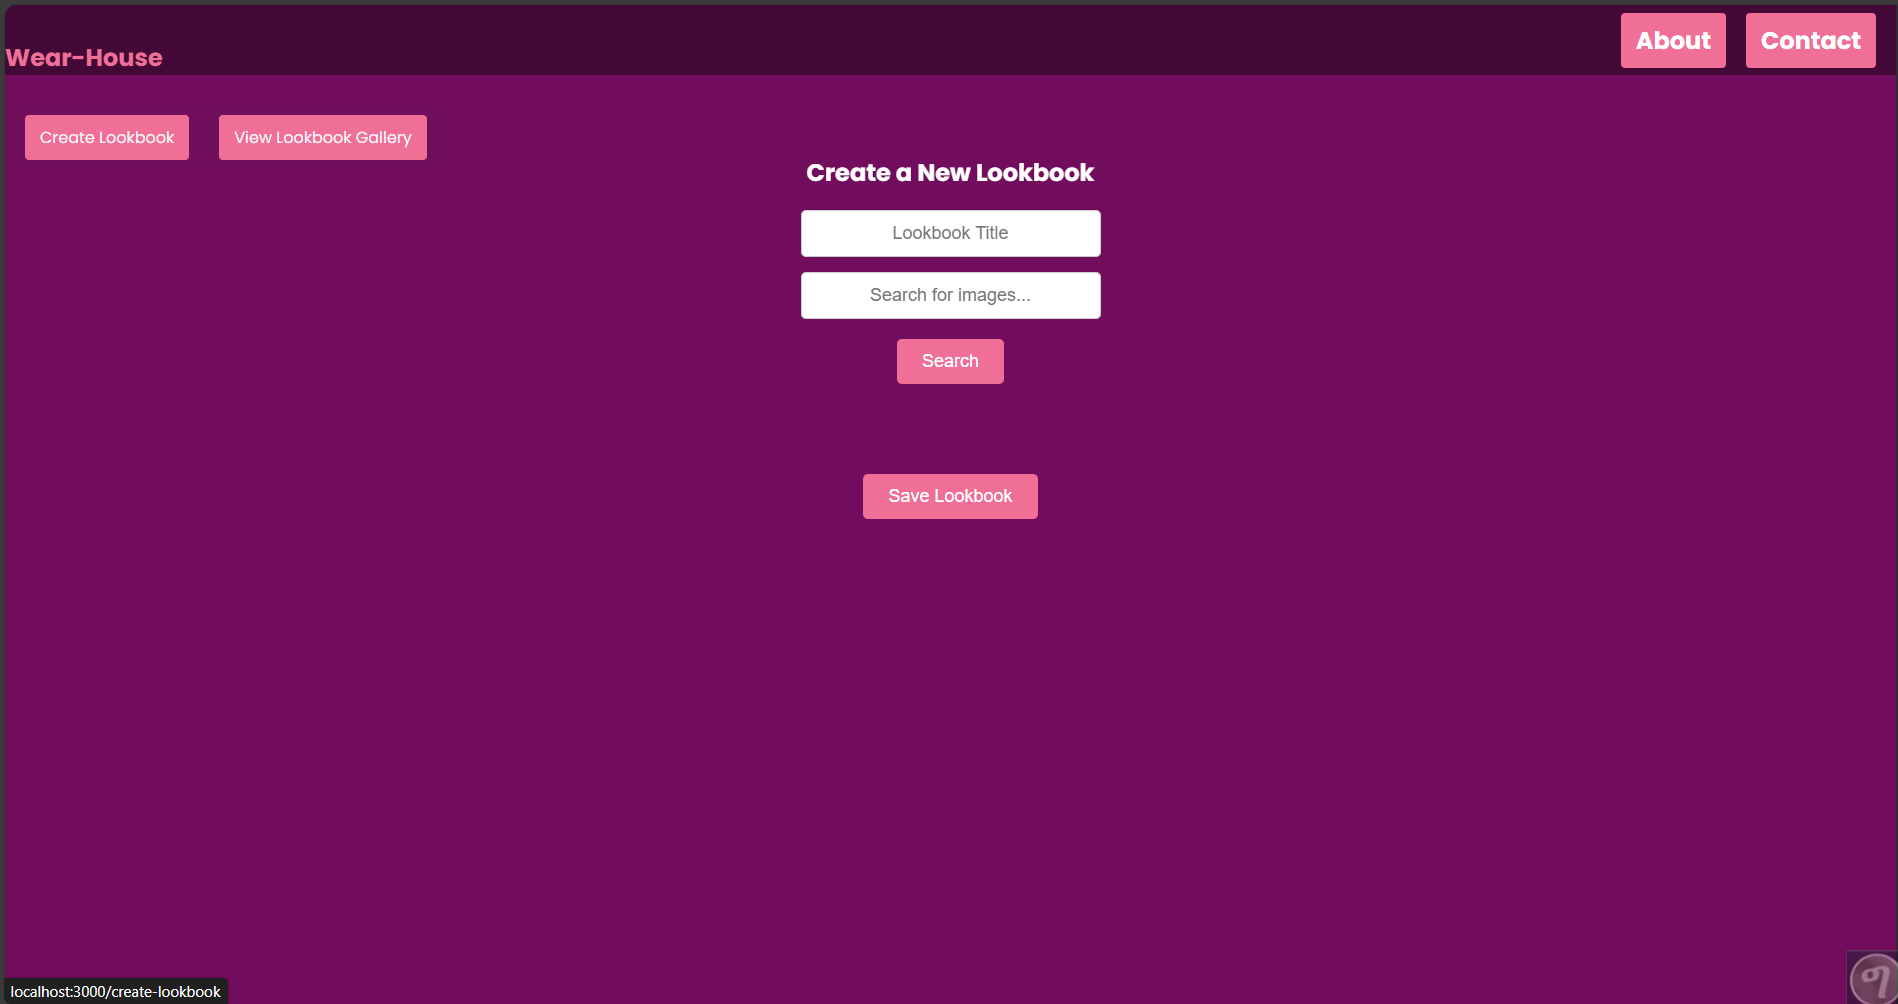 Wear-House
About
Contact
Create Lookbook
View Lookbook Gallery
Create a New Lookbook
Lookbook Title
Search for images...
Search
Save Lookbook
localhost:3000/create-lookbook